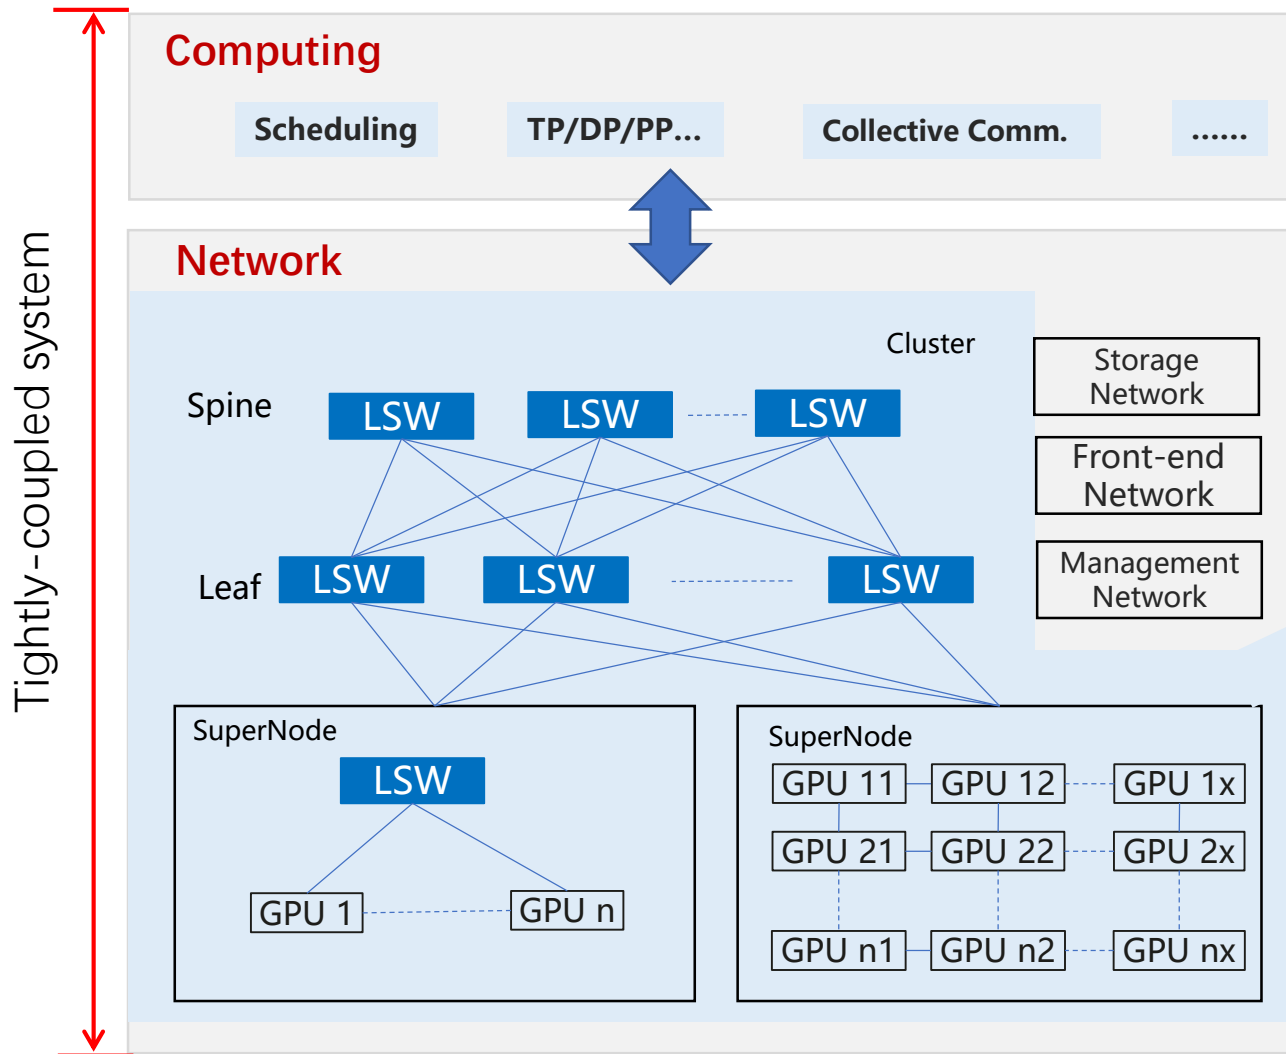 Tightly-coupled system
Computing
Scheduling
TP/DP/PP...
Collective Comm.
......
Network
Cluster
Spine
LSW
LSW
LSW
Leaf
LSW
LSW
LSW
Storage
Network
Front-end
Network
Management
Network
SuperNode
LSW
GPU 1
GPU n
SuperNode
GPU 11
GPU 12
GPU 1x
GPU 21
GPU 22
GPU 2x
GPU n1
GPU n2
GPU nx